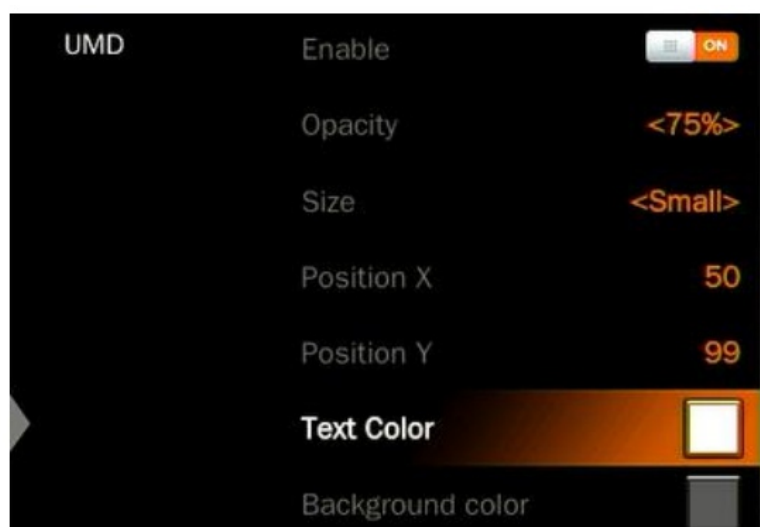 UMD
Enable ON
Opacity <75%>
Size <Small>
Position X 50
Position Y 99
Text Color
Background color